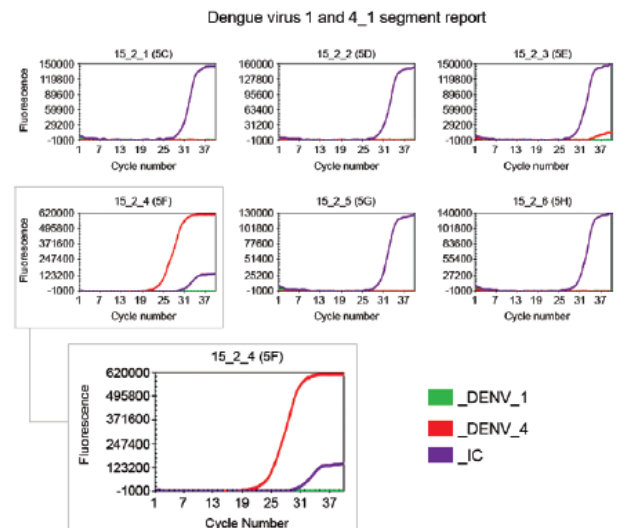 Dengue virus 1 and 4_1 segment report
15_2_1 (5C)
Fluorescence
150000
119800
89600
59900
29200
-1000
1 7 13 19 25 31 37
Cycle number
15_2_2 (5D)
160000
127800
95600
63400
31200
-1000
1 7 13 19 25 31 37
Cycle number
15_2_3 (5E)
150000
119800
89600
59900
29200
-1000
1 7 13 19 25 31 37
Cycle number
15_2_4 (5F)
Fluorescence
620000
495800
371600
247400
123200
-1000
1 7 13 19 25 31 37
Cycle number
15_2_5 (5G)
130000
101800
77600
51400
25200
-1000
1 7 13 19 25 31 37
Cycle number
15_2_6 (5H)
140000
111800
83600
55400
27200
-1000
1 7 13 19 25 31 37
Cycle number
15_2_4 (5F)
Fluorescence
620000
495800
371600
247400
123200
-1000
1 7 13 19 25 31 37
Cycle Number
_DENV_1
_DENV_4
_IC